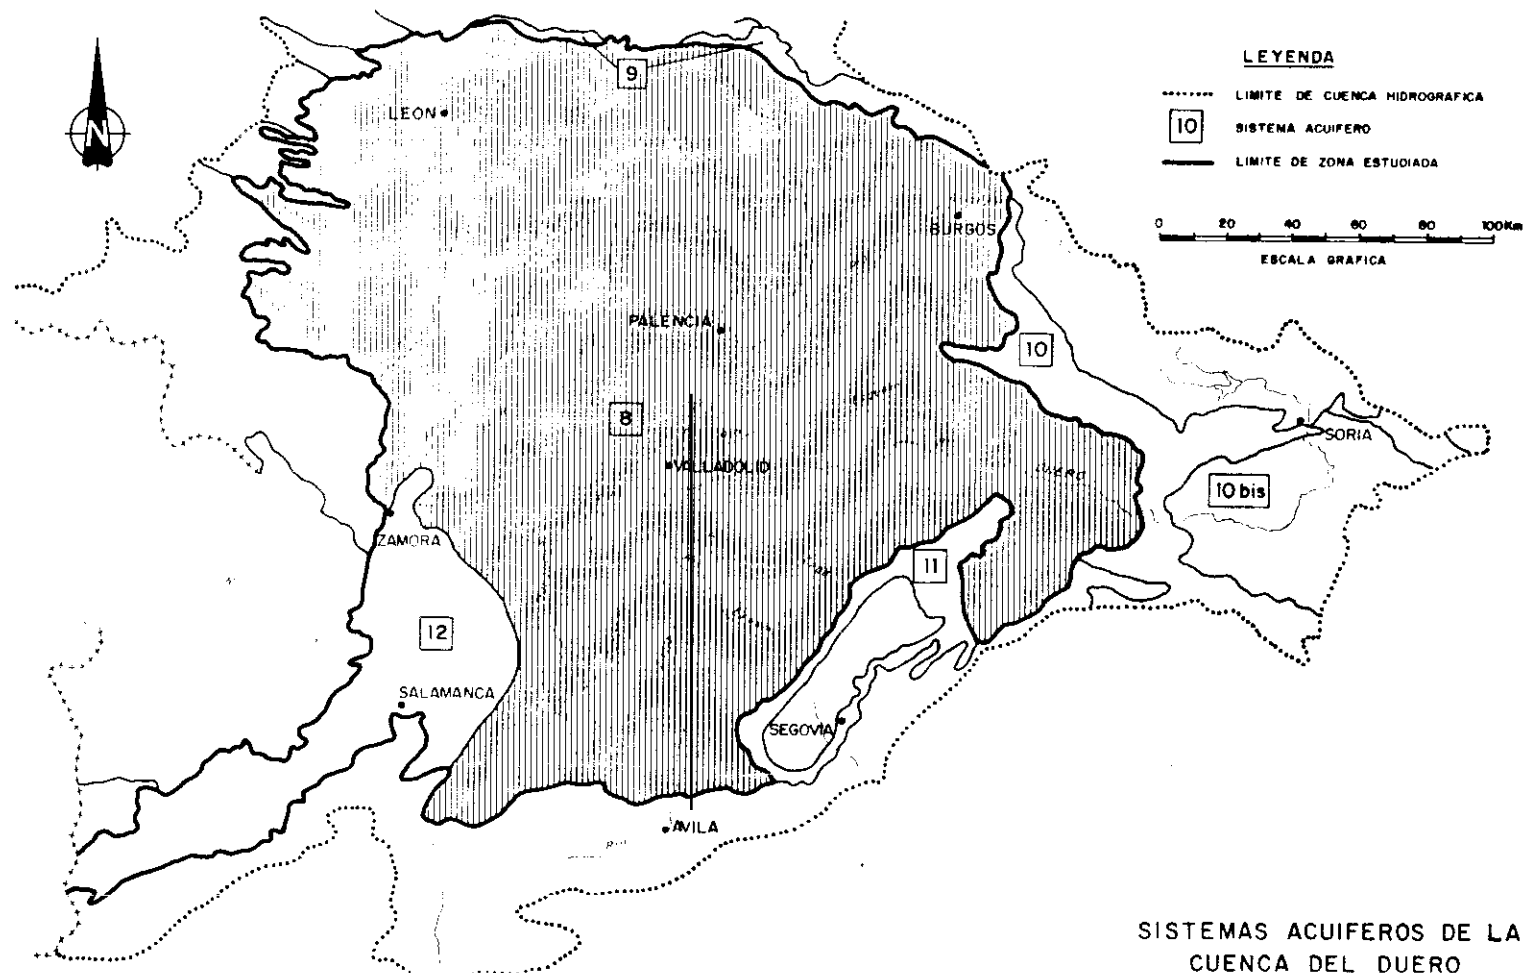 LEYENDA
LIMITE DE CUENCA HIDROGRAFICA
10 SISTEMA ACUIFERO
LIMITE DE ZONA ESTUDIADA
0 20 40 60 80 100Km
ESCALA GRAFICA
N
9
LEON
BURGOS
PALENCIA
10
8
SORIA
VALLADOLID
DUERO
10 bis
ZAMORA
11
12
SALAMANCA
SEGOVIA
AVILA
SISTEMAS ACUIFEROS DE LA
CUENCA DEL DUERO